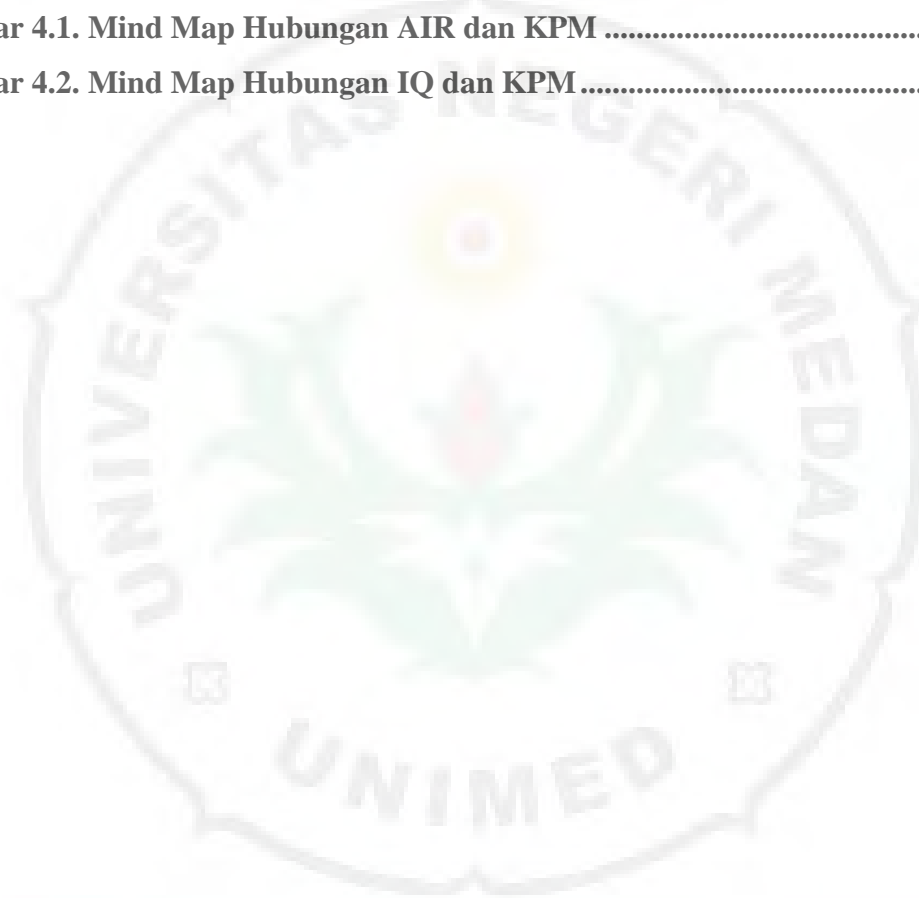 ar 4.1. Mind Map Hubungan AIR dan KPM ........................................
ar 4.2. Mind Map Hubungan IQ dan KPM...........................................
UNIVERSITAS NEGERI MEDAN
UNIMED